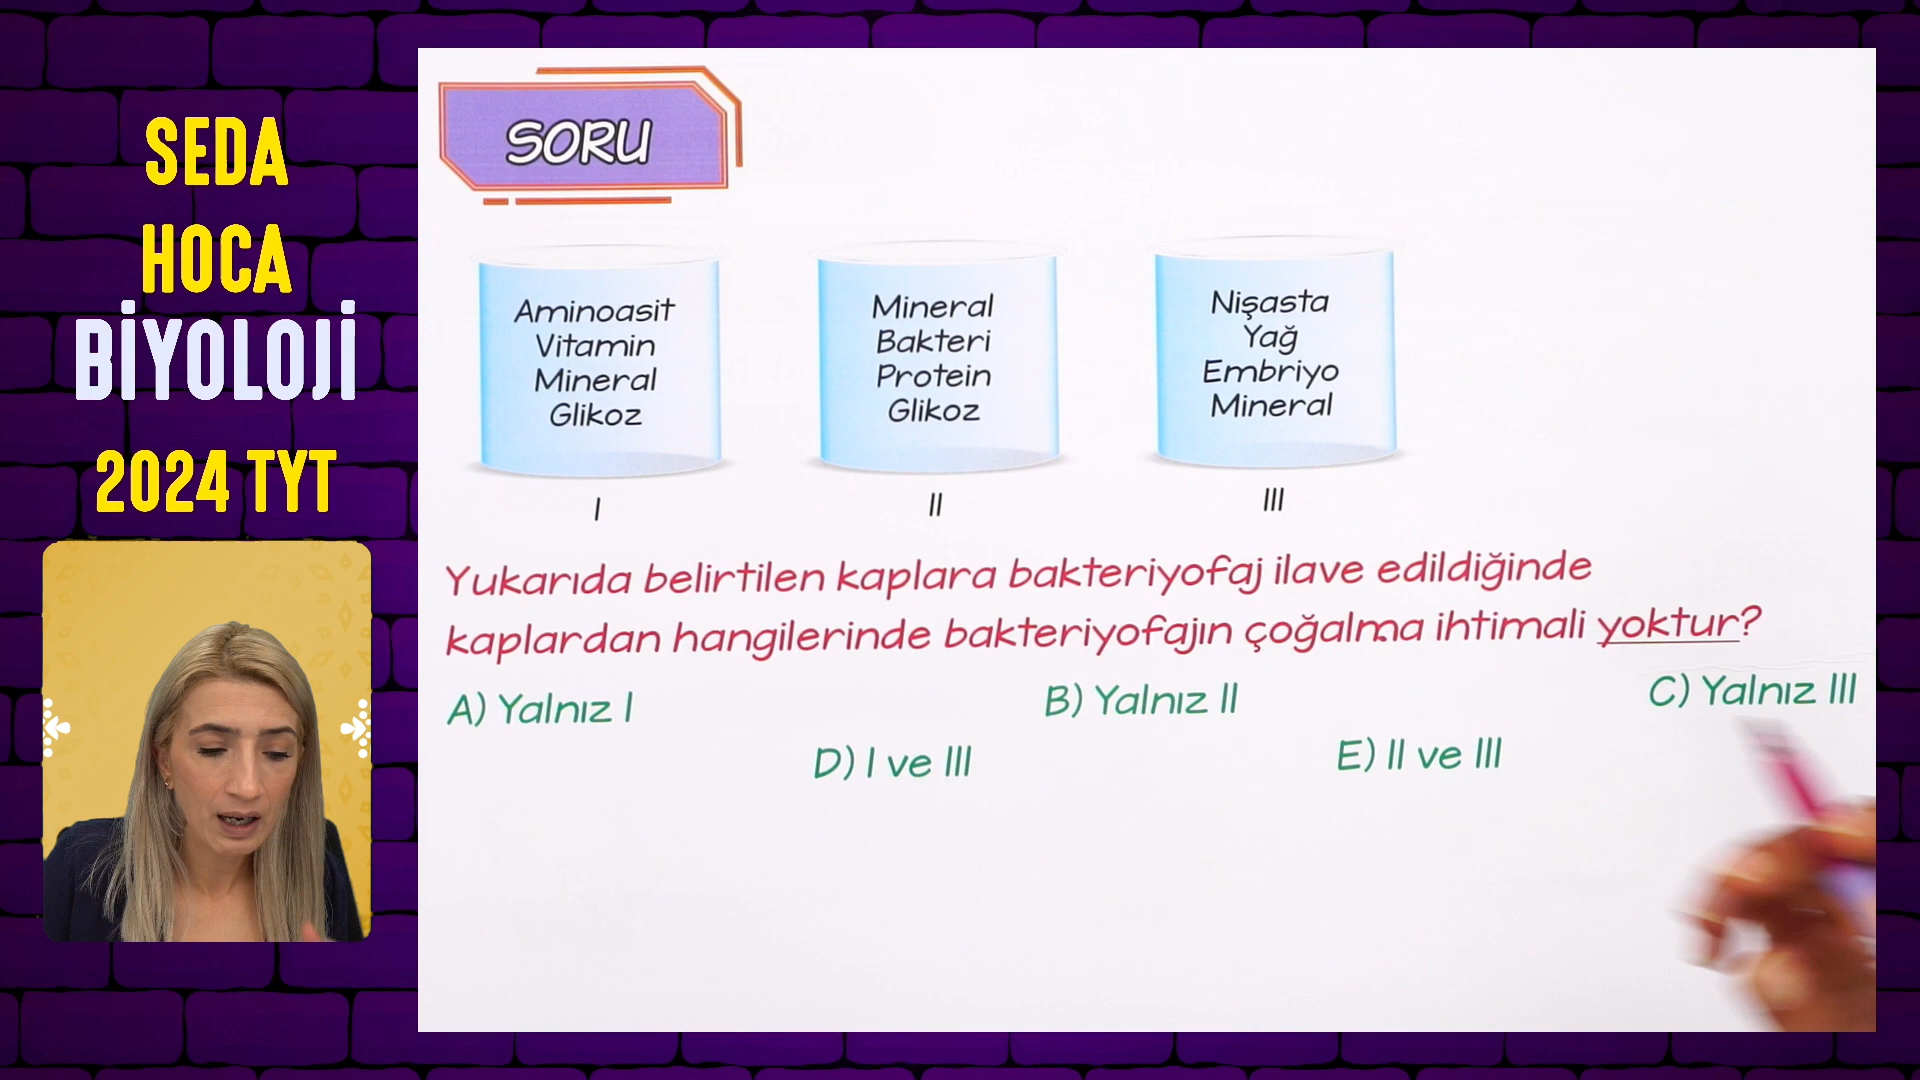 SEDA
HOCA
BİYOLOJİ
2024 TYT
SORU
Aminoasit
Vitamin
Mineral
Glikoz
I
Mineral
Bakteri
Protein
Glikoz
II
Nişasta
Yağ
Embriyo
Mineral
III
Yukarıda belirtilen kaplara bakteriyofaj ilave edildiğinde
kaplardan hangilerinde bakteriyofajın çoğalma ihtimali yoktur?
A) Yalnız I
B) Yalnız II
C) Yalnız III
D) I ve III
E) II ve III